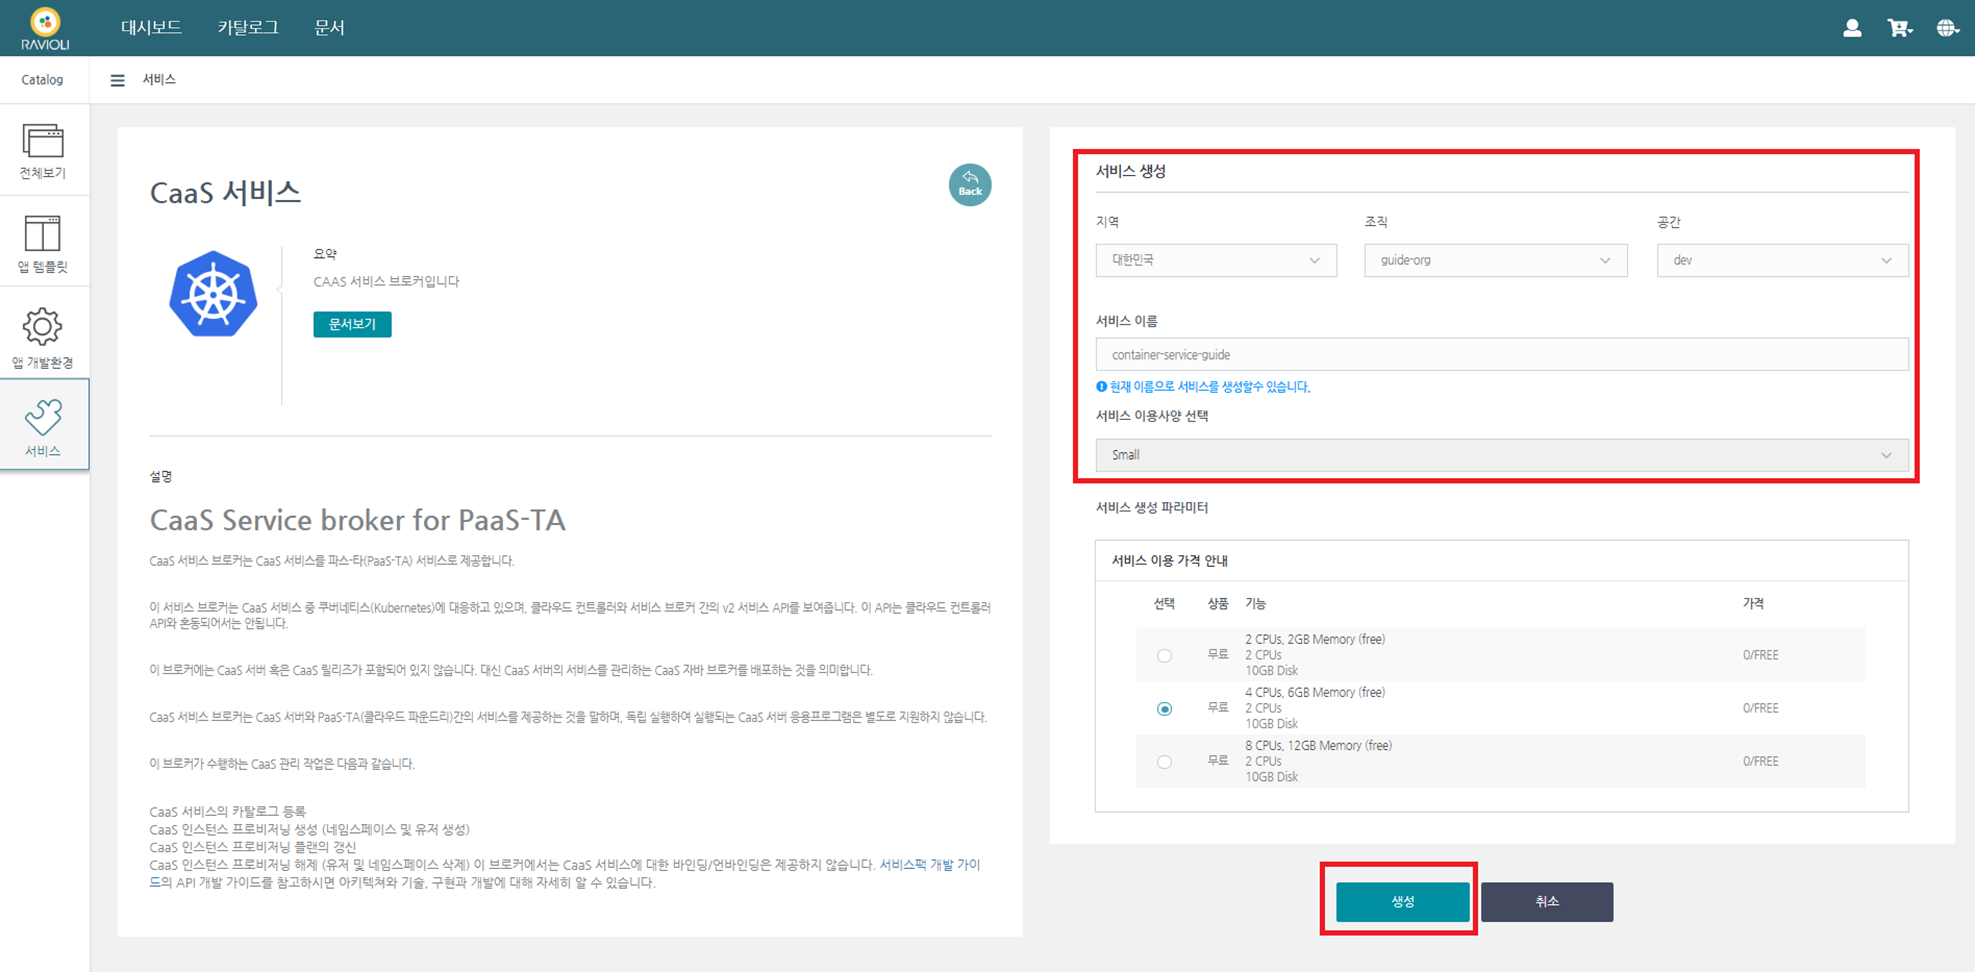 RAVIOLI
대시보드
카탈로그
문서
Catalog
서비스
전체보기
앱 템플릿
앱 개발환경
서비스
CaaS 서비스
Back
요약
CAAS 서비스 브로커입니다
문서보기
설명
CaaS Service broker for PaaS-TA
CaaS 서비스 브로커는 CaaS 서비스를 파스-타(PaaS-TA) 서비스로 제공합니다.
이 서비스 브로커는 CaaS 서비스 중 쿠버네티스(Kubernetes)에 대응하고 있으며, 클라우드 컨트롤러와 서비스 브로커 간의 v2 서비스 API를 보여줍니다. 이 API는 클라우드 컨트롤러
API와 혼동되어서는 안됩니다.
이 브로커에는 CaaS 서버 혹은 CaaS 릴리즈가 포함되어 있지 않습니다. 대신 CaaS 서버의 서비스를 관리하는 CaaS 자바 브로커를 배포하는 것을 의미합니다.
CaaS 서비스 브로커는 CaaS 서버와 PaaS-TA(클라우드 파운드리)간의 서비스를 제공하는 것을 말하며, 독립 실행하여 실행되는 CaaS 서버 응용프로그램은 별도로 지원하지 않습니다.
이 브로커가 수행하는 CaaS 관리 작업은 다음과 같습니다.
CaaS 서비스의 카탈로그 등록
CaaS 인스턴스 프로비저닝 생성 (네임스페이스 및 유저 생성)
CaaS 인스턴스 프로비저닝 플랜의 갱신
CaaS 인스턴스 프로비저닝 해제 (유저 및 네임스페이스 삭제) 이 브로커에서는 CaaS 서비스에 대한 바인딩/언바인딩은 제공하지 않습니다. 서비스팩 개발 가이
드의 API 개발 가이드를 참고하시면 아키텍쳐와 기술, 구현과 개발에 대해 자세히 알 수 있습니다.
서비스 생성
지역
조직
공간
대한민국
guide-org
dev
서비스 이름
container-service-guide
현재 이름으로 서비스를 생성할수 있습니다.
서비스 이용사양 선택
Small
서비스 생성 파라미터
서비스 이용 가격 안내
선택 상품 기능 가격
2 CPUs, 2GB Memory (free)
무료 2 CPUs 0/FREE
10GB Disk
4 CPUs, 6GB Memory (free)
무료 2 CPUs 0/FREE
10GB Disk
8 CPUs, 12GB Memory (free)
무료 2 CPUs 0/FREE
10GB Disk
생성
취소